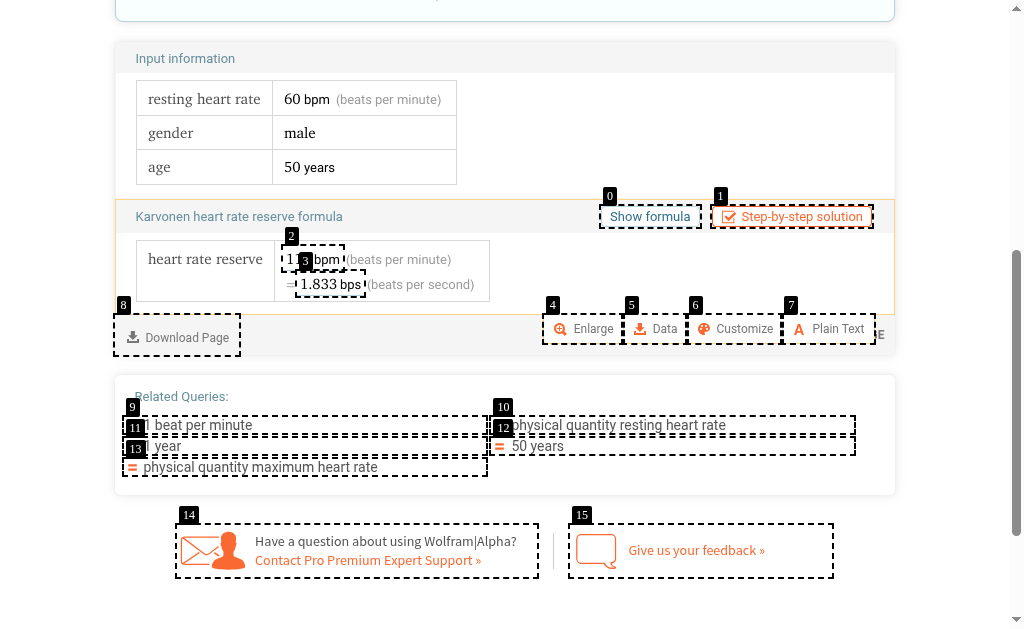 Input information
resting heart rate 60 bpm (beats per minute)
gender male
age 50 years
0 1
Karvonen heart rate reserve formula Show formula Step-by-step solution
2
heart rate reserve 3 bpm (beats per minute)
= 1.833 bps (beats per second)
8 4 5 6 7
Download Page Enlarge Data Customize Plain Text
Related Queries:
9 10
1 beat per minute physical quantity resting heart rate
11 12
1 year = 50 years
13
= physical quantity maximum heart rate
14 15
Have a question about using Wolfram|Alpha?
Contact Pro Premium Expert Support »
Give us your feedback »